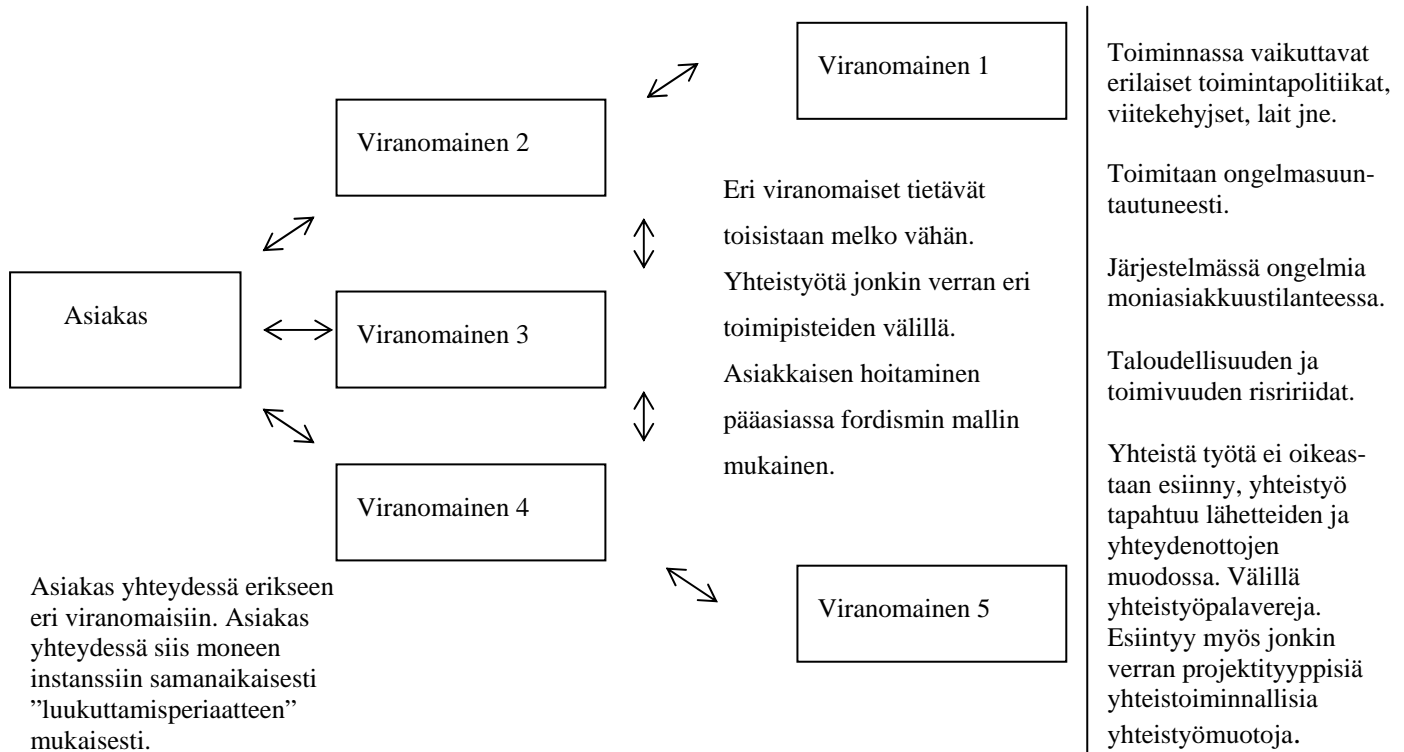 Asiakas
Asiakas yhteydessä erikseen
eri viranomaisiin. Asiakas
yhteydessä siis moneen
instanssiin samanaikaisesti
”luukuttamisperiaatteen”
mukaisesti.
Viranomainen 2
Viranomainen 3
Viranomainen 4
Viranomainen 1
Eri viranomaiset tietävät
toisistaan melko vähän.
Yhteistyötä jonkin verran eri
toimipisteiden välillä.
Asiakkaisen hoitaminen
pääasiassa fordismin mallin
mukainen.
Viranomainen 5
Toiminnassa vaikuttavat
erilaiset toimintapolitiikat,
viitekehyjset, lait jne.
Toimitaan ongelmasuun-
tautuneesti.
Järjestelmässä ongelmia
moniasiakkuustilanteessa.
Taloudellisuuden ja
toimivuuden risririidat.
Yhteistä työtä ei oikeas-
taan esiinny, yhteistyö
tapahtuu lähetteiden ja
yhteydenottojen
muodossa. Välillä
yhteistyöpalavereja.
Esiintyy myös jonkin
verran projektityyppisiä
yhteistoiminnallisia
yhteistyömuotoja.